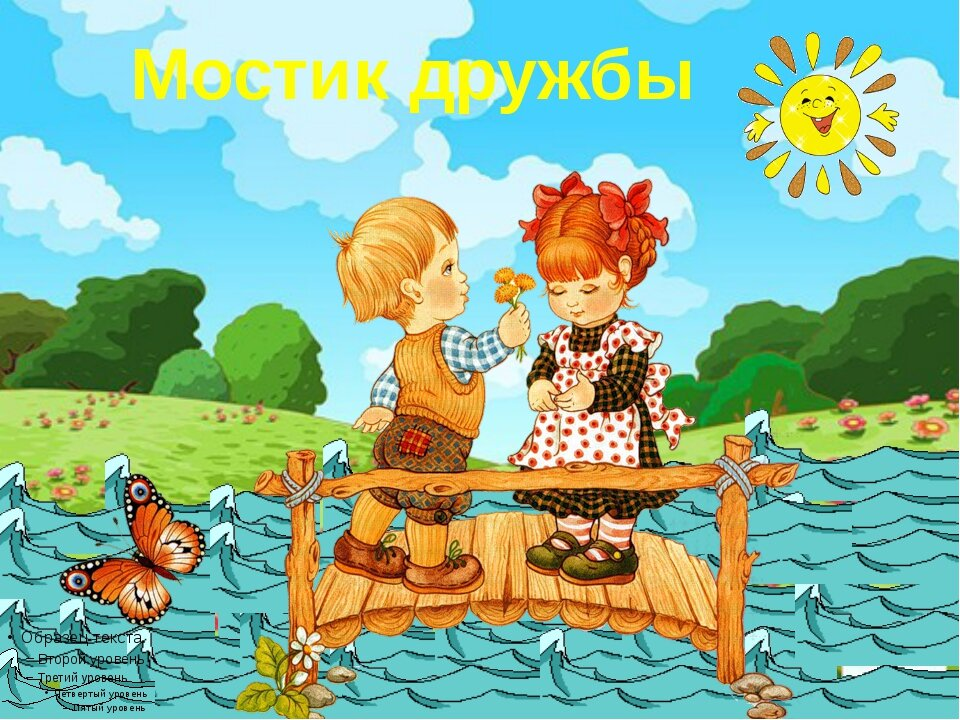 Мостик дружбы
• Образец текста
– Второй уровень
– Третий уровень
• Четвертый уровень
– Пятый уровень